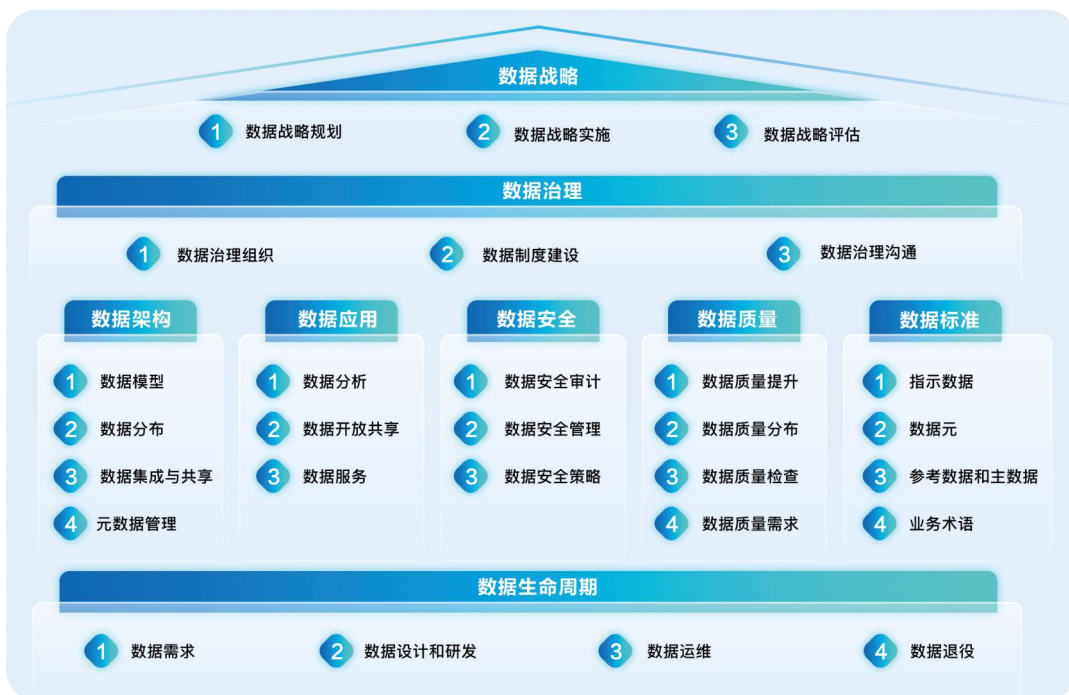 数据战略
1 数据战略规划
2 数据战略实施
3 数据战略评估
数据治理
1 数据治理组织
2 数据制度建设
3 数据治理沟通
数据架构
1 数据模型
2 数据分布
3 数据集成与共享
4 元数据管理
数据应用
1 数据分析
2 数据开放共享
3 数据服务
数据安全
1 数据安全审计
2 数据安全管理
3 数据安全策略
数据质量
1 数据质量提升
2 数据质量分布
3 数据质量检查
4 数据质量需求
数据标准
1 指示数据
2 数据元
3 参考数据和主数据
4 业务术语
数据生命周期
1 数据需求
2 数据设计和研发
3 数据运维
4 数据退役